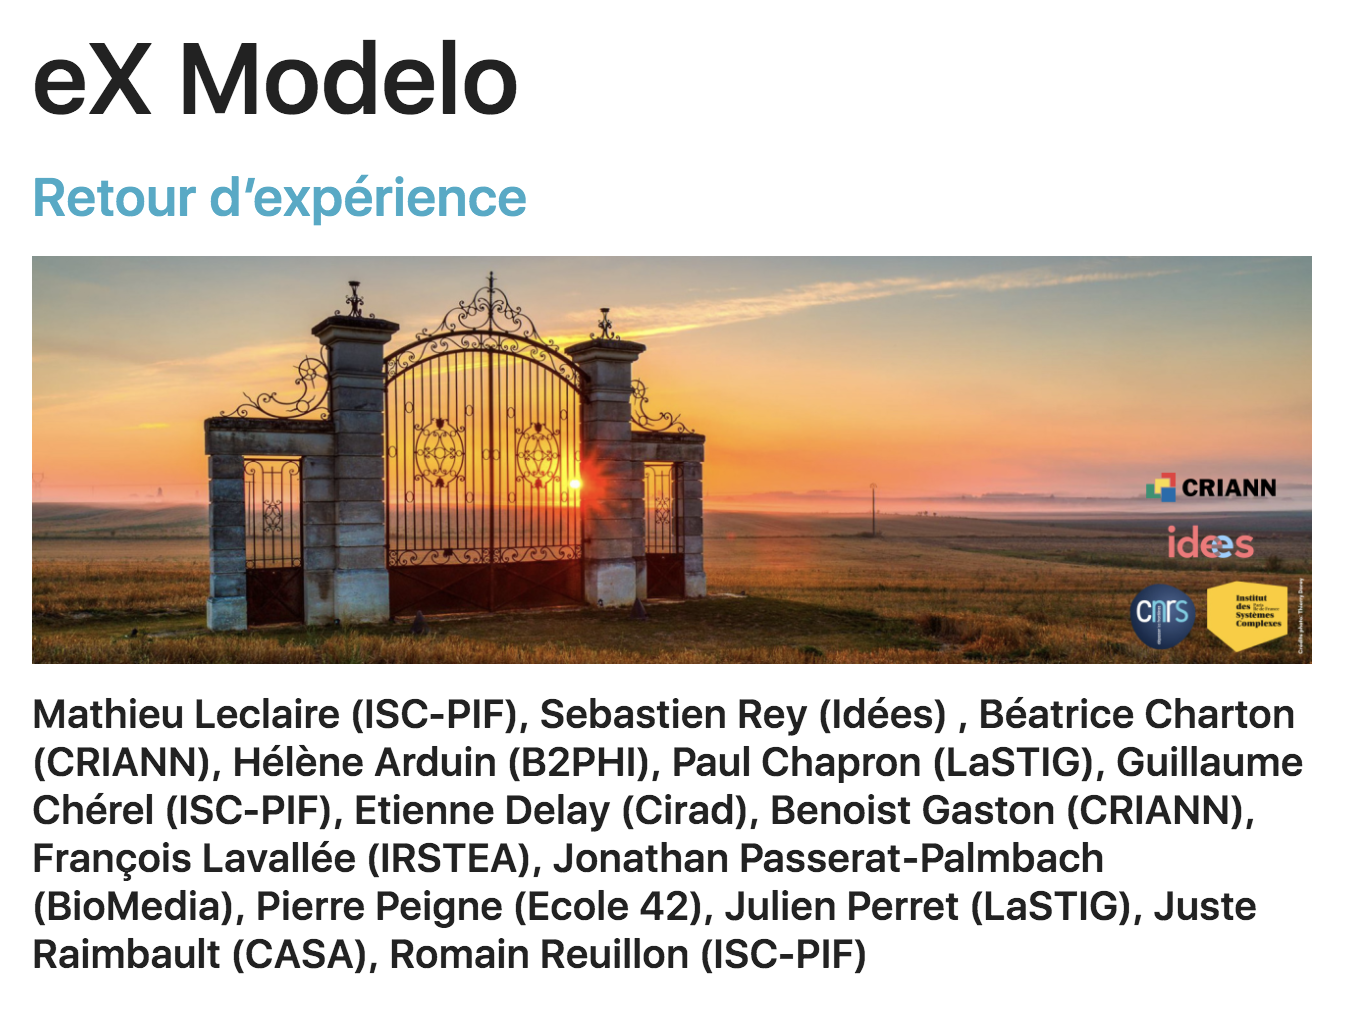 eX Modelo
Retour d’expérience
CRIANN
idees
cnrs
Institut
des
Systèmes
Complexes
Mathieu Leclaire (ISC-PIF), Sebastien Rey (Idées) , Béatrice Charton
(CRIANN), Hélène Arduin (B2PHI), Paul Chapron (LaSTIG), Guillaume
Chérel (ISC-PIF), Etienne Delay (Cirad), Benoist Gaston (CRIANN),
François Lavallée (IRSTEA), Jonathan Passerat-Palmbach
(BioMedia), Pierre Peigne (Ecole 42), Julien Perret (LaSTIG), Juste
Raimbault (CASA), Romain Reuillon (ISC-PIF)